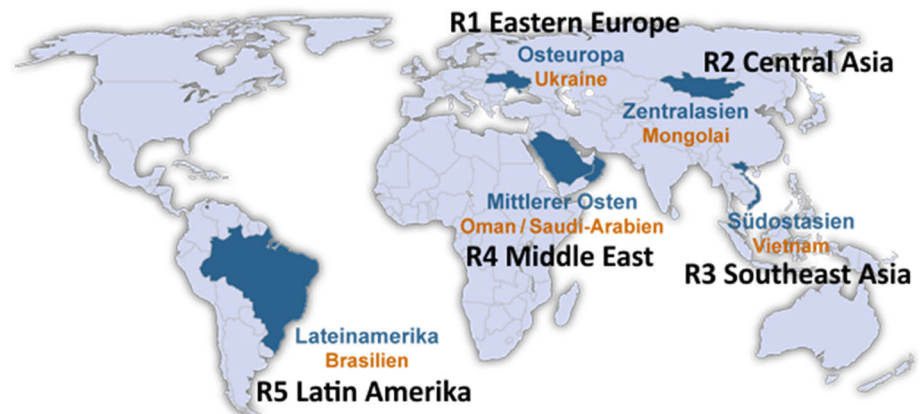 R1 Eastern Europe
Osteuropa
Ukraine
R2 Central Asia
Zentralasien
Mongolai
Mittlerer Osten
Oman / Saudi-Arabien
R4 Middle East
Südostasien
Vietnam
R3 Southeast Asia
Lateinamerika
Brasilien
R5 Latin Amerika